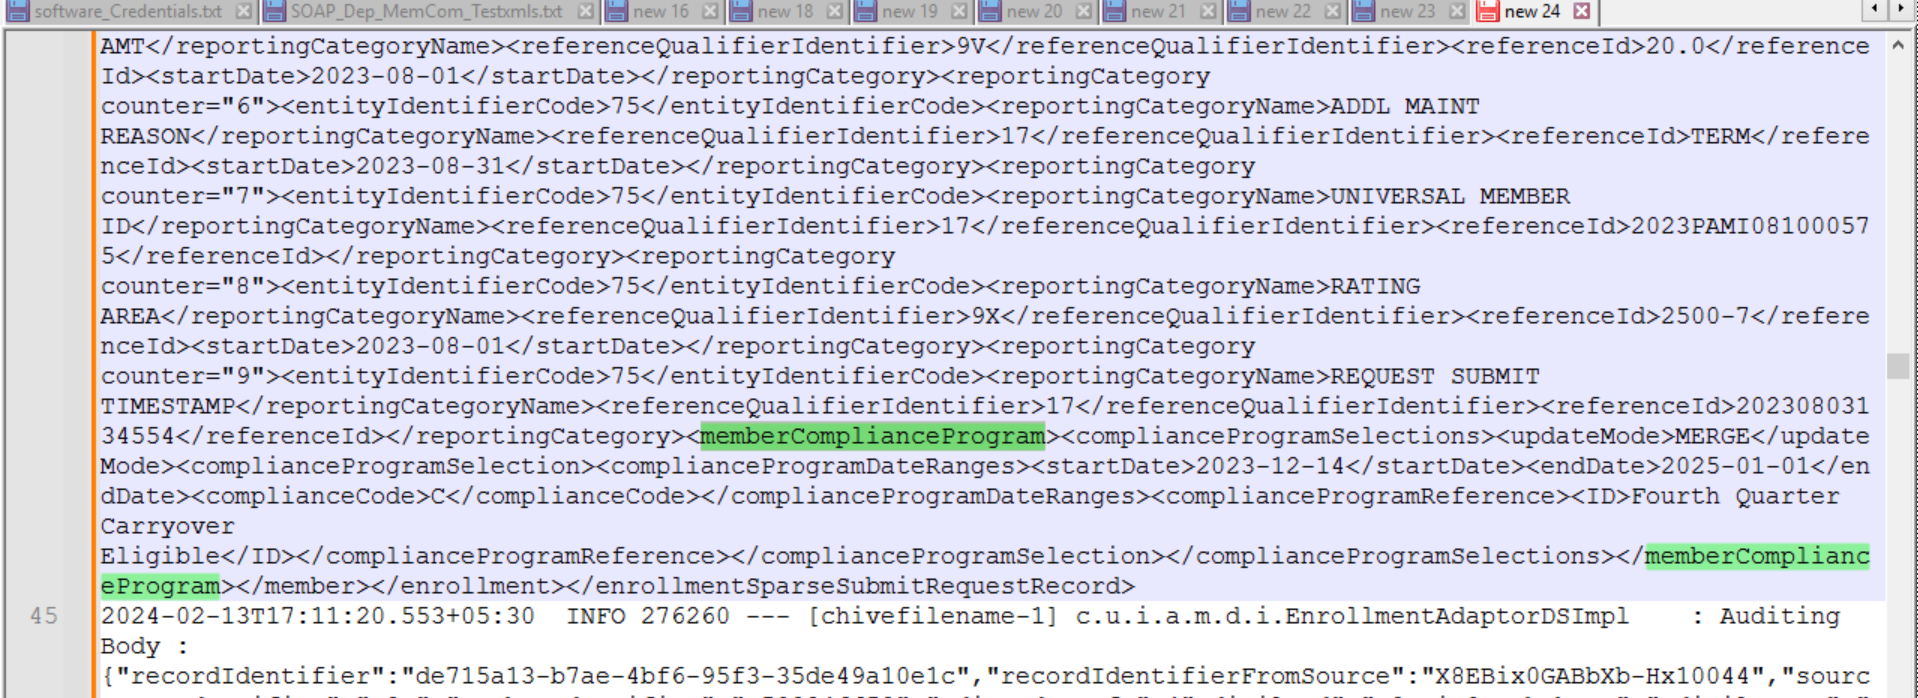 software_Credentials.txt SOAP_Dep_MemCom_Testxmls.txt new 16 new 18 new 19 new 20 new 21 new 22 new 23 new 24
AMT</reportingCategoryName><referenceQualifierIdentifier>9V</referenceQualifierIdentifier><referenceId>20.0</reference
Id><startDate>2023-08-01</startDate></reportingCategory><reportingCategory
counter="6"><entityIdentifierCode>75</entityIdentifierCode><reportingCategoryName>ADDL MAINT
REASON</reportingCategoryName><referenceQualifierIdentifier>17</referenceQualifierIdentifier><referenceId>TERM</refere
nceId><startDate>2023-08-31</startDate></reportingCategory><reportingCategory
counter="7"><entityIdentifierCode>75</entityIdentifierCode><reportingCategoryName>UNIVERSAL MEMBER
ID</reportingCategoryName><referenceQualifierIdentifier>17</referenceQualifierIdentifier><referenceId>2023PAMI08100057
5</referenceId></reportingCategory><reportingCategory
counter="8"><entityIdentifierCode>75</entityIdentifierCode><reportingCategoryName>RATING
AREA</reportingCategoryName><referenceQualifierIdentifier>9X</referenceQualifierIdentifier><referenceId>2500-7</refere
nceId><startDate>2023-08-01</startDate></reportingCategory><reportingCategory
counter="9"><entityIdentifierCode>75</entityIdentifierCode><reportingCategoryName>REQUEST SUBMIT
TIMESTAMP</reportingCategoryName><referenceQualifierIdentifier>17</referenceQualifierIdentifier><referenceId>202308031
34554</referenceId></reportingCategory><memberComplianceProgram><complianceProgramSelections><updateMode>MERGE</update
Mode><complianceProgramSelection><complianceProgramDateRanges><startDate>2023-12-14</startDate><endDate>2025-01-01</en
dDate><complianceCode>C</complianceCode></complianceProgramDateRanges><complianceProgramReference><ID>Fourth Quarter
Carryover
Eligible</ID></complianceProgramReference></complianceProgramSelection></complianceProgramSelections></memberComplianc
eProgram></member></enrollment></enrollmentSparseSubmitRequestRecord>
45 2024-02-13T17:11:20.553+05:30 INFO 276260 --- [chivefilename-1] c.u.i.a.m.d.i.EnrollmentAdaptorDSImpl : Auditing
Body :
{"recordIdentifier":"de715a13-b7ae-4bf6-95f3-35de49a10e1c","recordIdentifierFromSource":"X8EBix0GABbXb-Hx10044","sourc